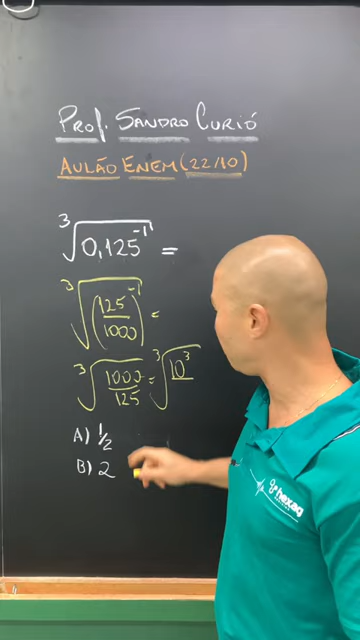 Prof. Sandro Curió
Aulão Enem (22/10)
∛(0,125⁻¹) =
∛((125/1000)⁻¹) =
∛(1000/125) = ∛(10³/
A) 1/2
B) 2
hexag